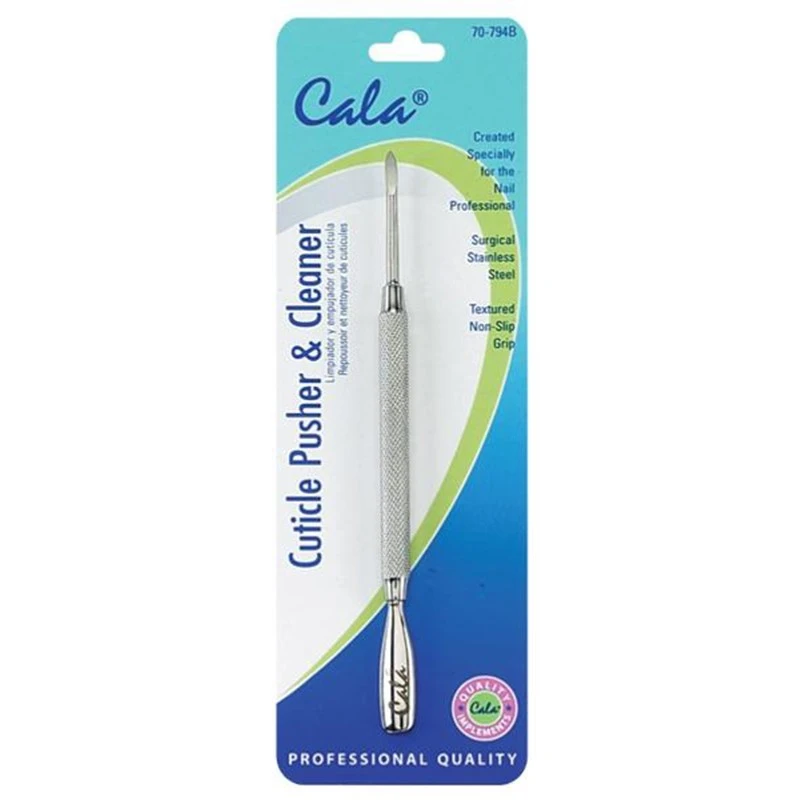 70-794B
Cala®
Created
Specially
for the
Nail
Professional
Surgical
Stainless
Steel
Textured
Non-Slip
Grip
Cuticle Pusher & Cleaner
Limpiador y empujador de cutícula
Repoussoir et nettoyeur de cuticules
Cala
QUALITY
Cala®
IMPLEMENTS
PROFESSIONAL QUALITY